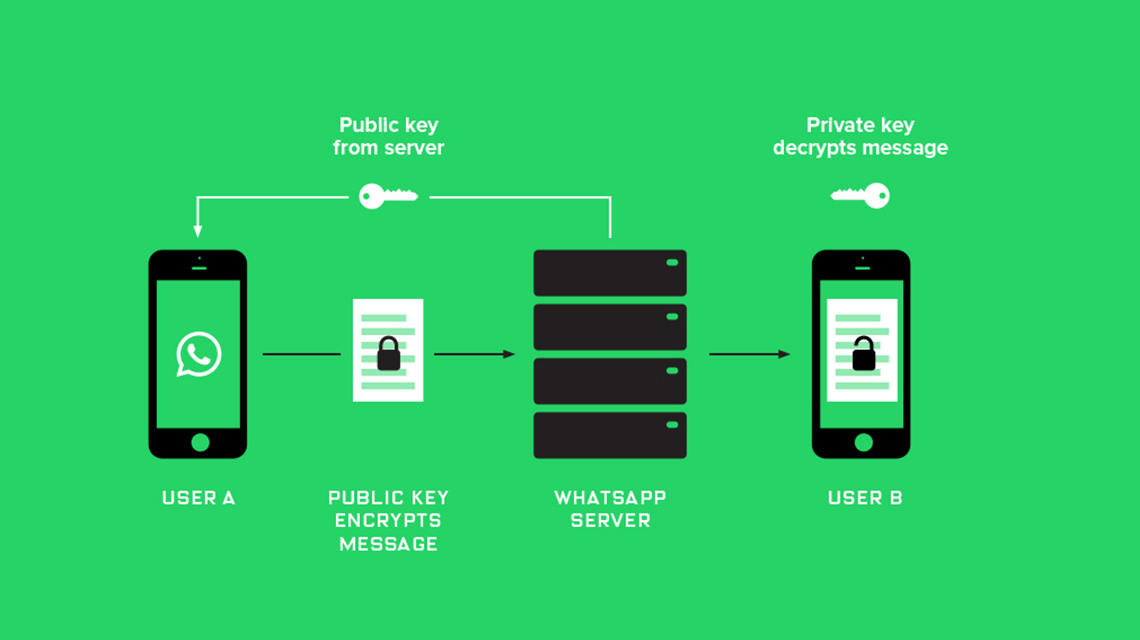 Public key
from server
Private key
decrypts message
USER A
PUBLIC KEY
ENCRYPTS
MESSAGE
WHATSAPP
SERVER
USER B